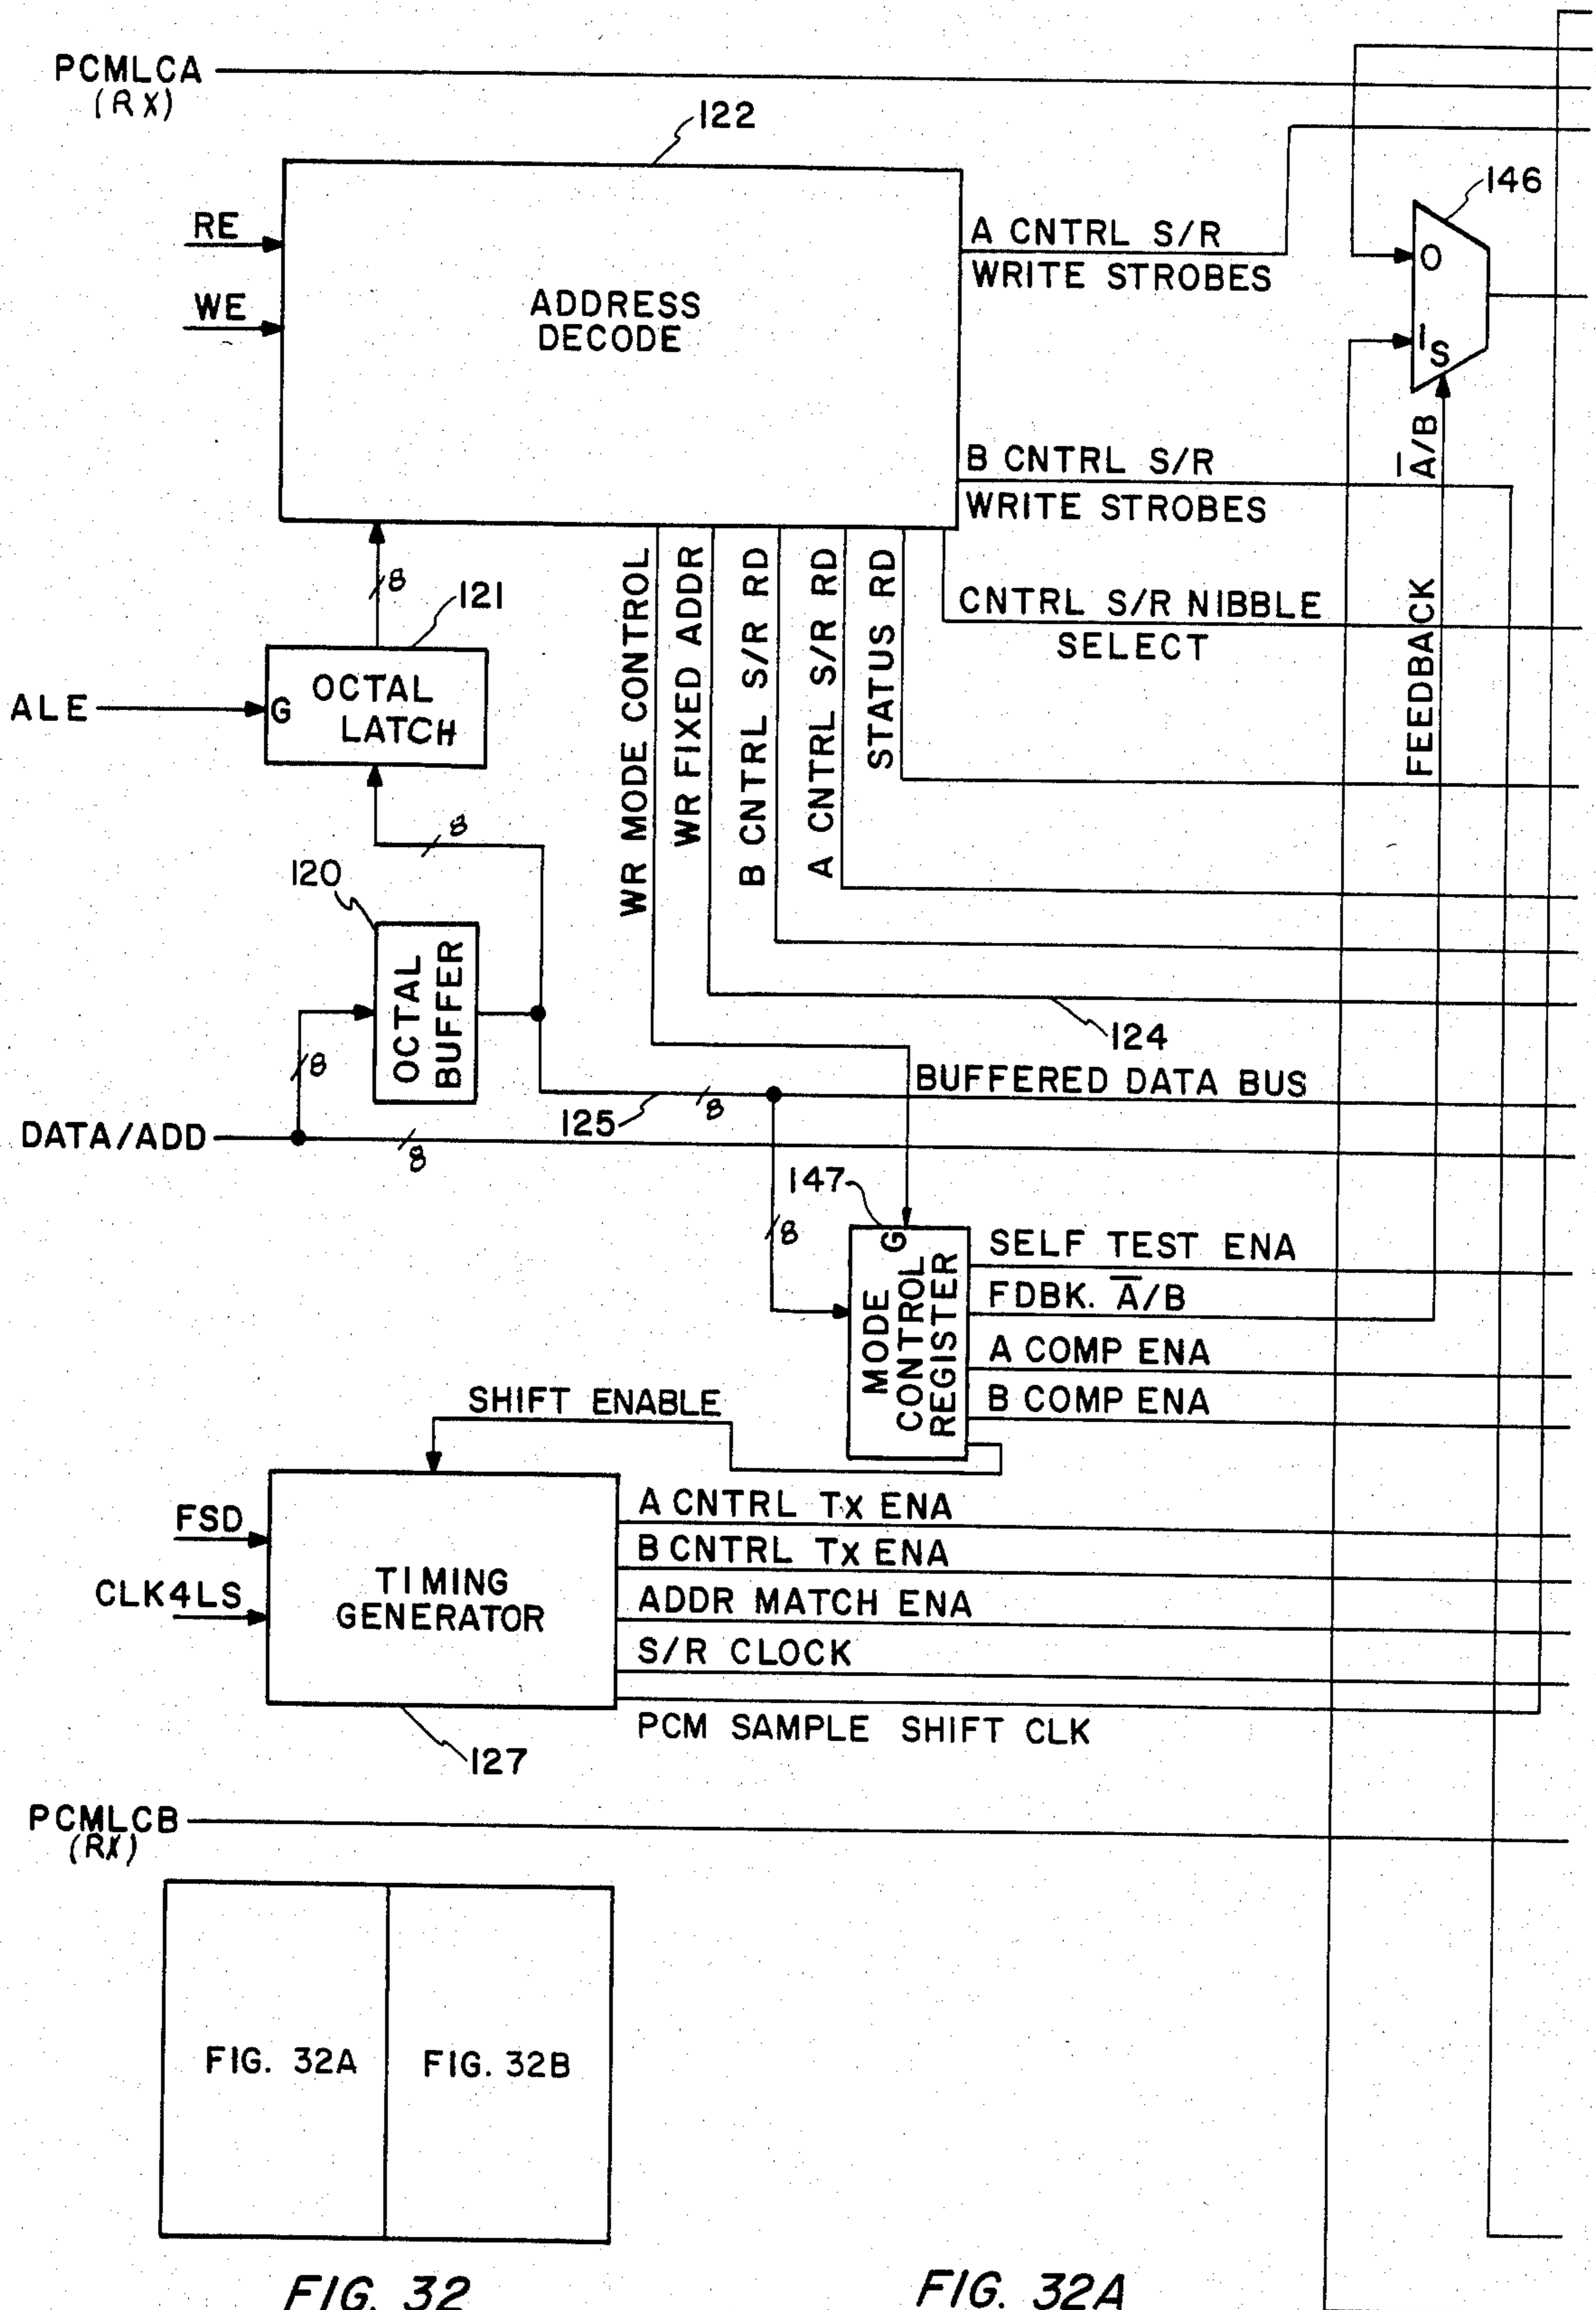 PCMLCA
(RX)
122
146
RE
WE
ADDRESS
DECODE
A CNTRL S/R
WRITE STROBES
0
1
S
B CNTRL S/R
WRITE STROBES
A̅/B
FEEDBACK
8
121
ALE
G
OCTAL
LATCH
WR MODE CONTROL
WR FIXED ADDR
B CNTRL S/R RD
A CNTRL S/R RD
STATUS RD
CNTRL S/R NIBBLE
SELECT
8
120
OCTAL
BUFFER
8
124
BUFFERED DATA BUS
125
8
DATA/ADD
8
147
8
G
MODE
CONTROL
REGISTER
SELF TEST ENA
FDBK. A̅/B
A COMP ENA
B COMP ENA
SHIFT ENABLE
FSD
CLK4LS
TIMING
GENERATOR
A CNTRL Tx ENA
B CNTRL Tx ENA
ADDR MATCH ENA
S/R CLOCK
PCM SAMPLE SHIFT CLK
127
PCMLCB
(RX)
FIG. 32A
FIG. 32B
FIG. 32
FIG. 32A